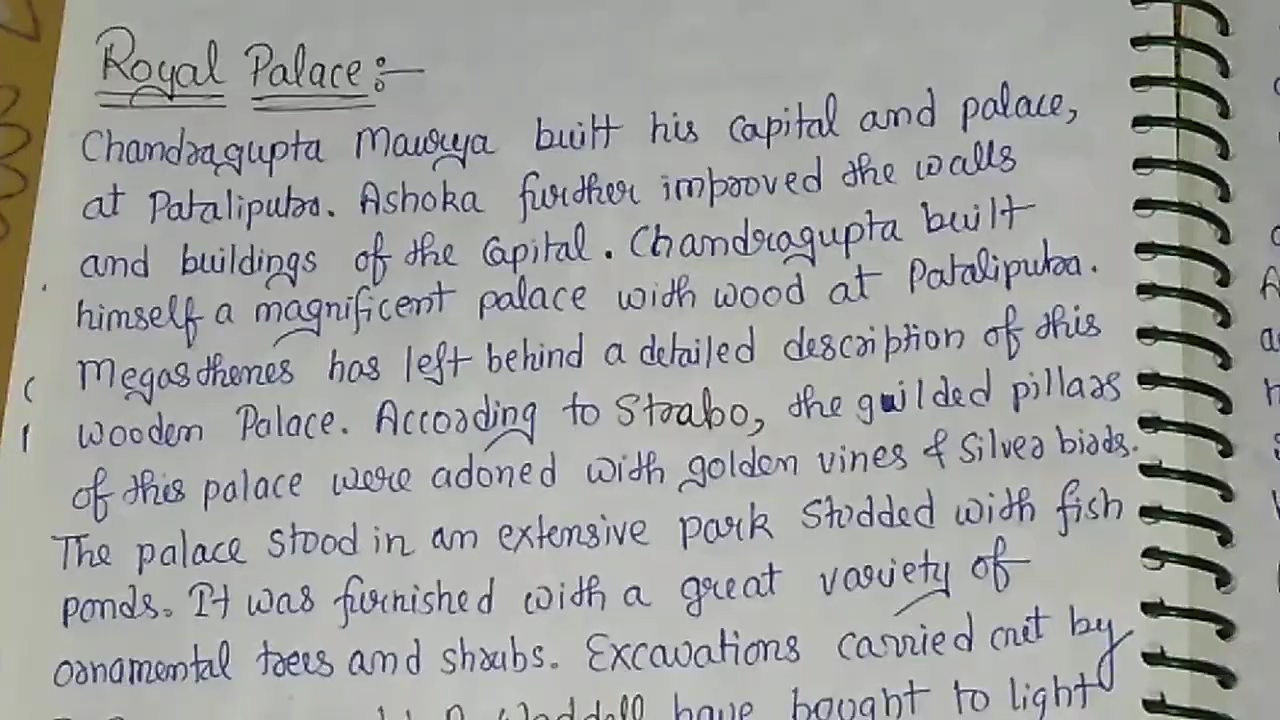 Royal Palace :-
Chandragupta Maurya built his capital and palace,
at Pataliputra. Ashoka further improved the walls
and buildings of the capital. Chandragupta built
himself a magnificent palace with wood at Pataliputra.
Megasthenes has left behind a detailed description of this
wooden Palace. According to Strabo, the guilded pillars
of this palace were adoned with golden vines & silver birds.
The palace stood in an extensive park studded with fish
ponds. It was furnished with a great variety of
ornamental trees and shrubs. Excavations carried out by
Waddell have bought to light